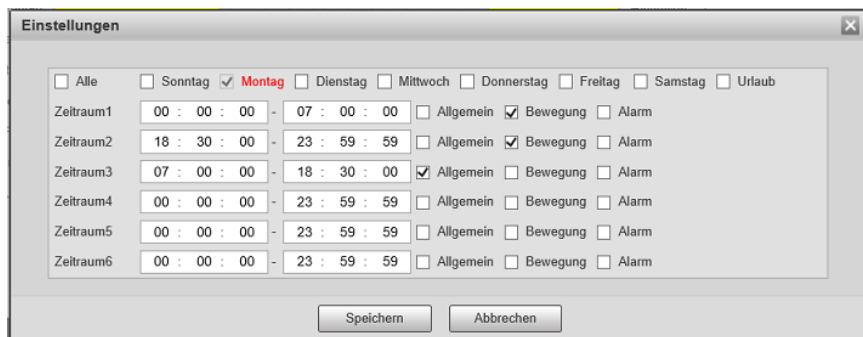 Einstellungen
Alle Sonntag Montag Dienstag Mittwoch Donnerstag Freitag Samstag Urlaub
Zeitraum1 00 : 00 : 00 - 07 : 00 : 00 Allgemein Bewegung Alarm
Zeitraum2 18 : 30 : 00 - 23 : 59 : 59 Allgemein Bewegung Alarm
Zeitraum3 07 : 00 : 00 - 18 : 30 : 00 Allgemein Bewegung Alarm
Zeitraum4 00 : 00 : 00 - 23 : 59 : 59 Allgemein Bewegung Alarm
Zeitraum5 00 : 00 : 00 - 23 : 59 : 59 Allgemein Bewegung Alarm
Zeitraum6 00 : 00 : 00 - 23 : 59 : 59 Allgemein Bewegung Alarm
Speichern Abbrechen